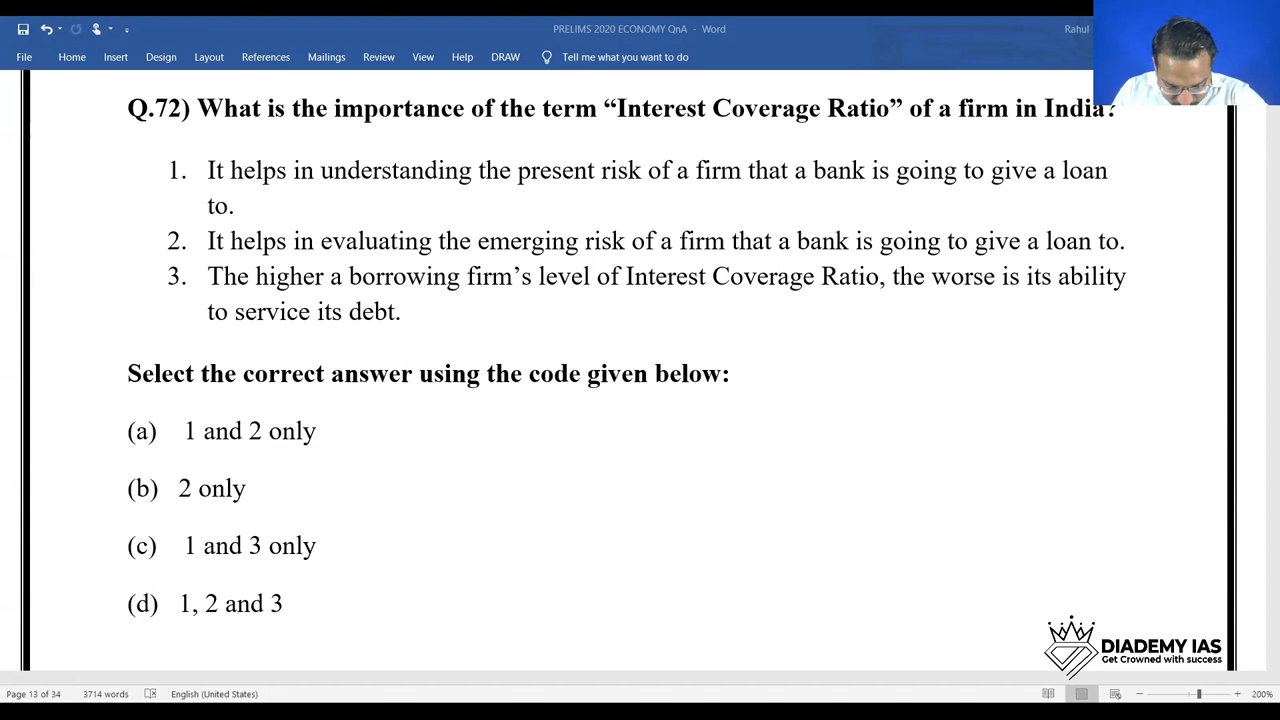 PRELIMS 2020 ECONOMY QnA - Word
Rahul
File Home Insert Design Layout References Mailings Review View Help DRAW Tell me what you want to do
Q.72) What is the importance of the term “Interest Coverage Ratio” of a firm in India?
1. It helps in understanding the present risk of a firm that a bank is going to give a loan
to.
2. It helps in evaluating the emerging risk of a firm that a bank is going to give a loan to.
3. The higher a borrowing firm’s level of Interest Coverage Ratio, the worse is its ability
to service its debt.
Select the correct answer using the code given below:
(a) 1 and 2 only
(b) 2 only
(c) 1 and 3 only
(d) 1, 2 and 3
DIADEMY IAS
Get Crowned with success
Page 13 of 34 3714 words English (United States) 200%